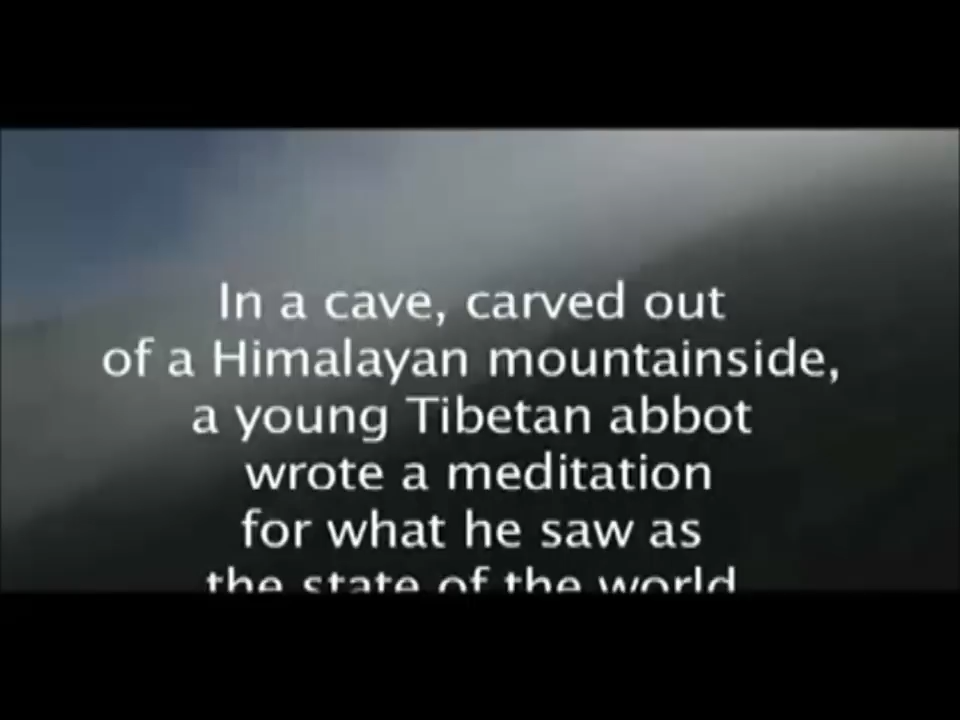 In a cave, carved out
of a Himalayan mountainside,
a young Tibetan abbot
wrote a meditation
for what he saw as
the state of the world